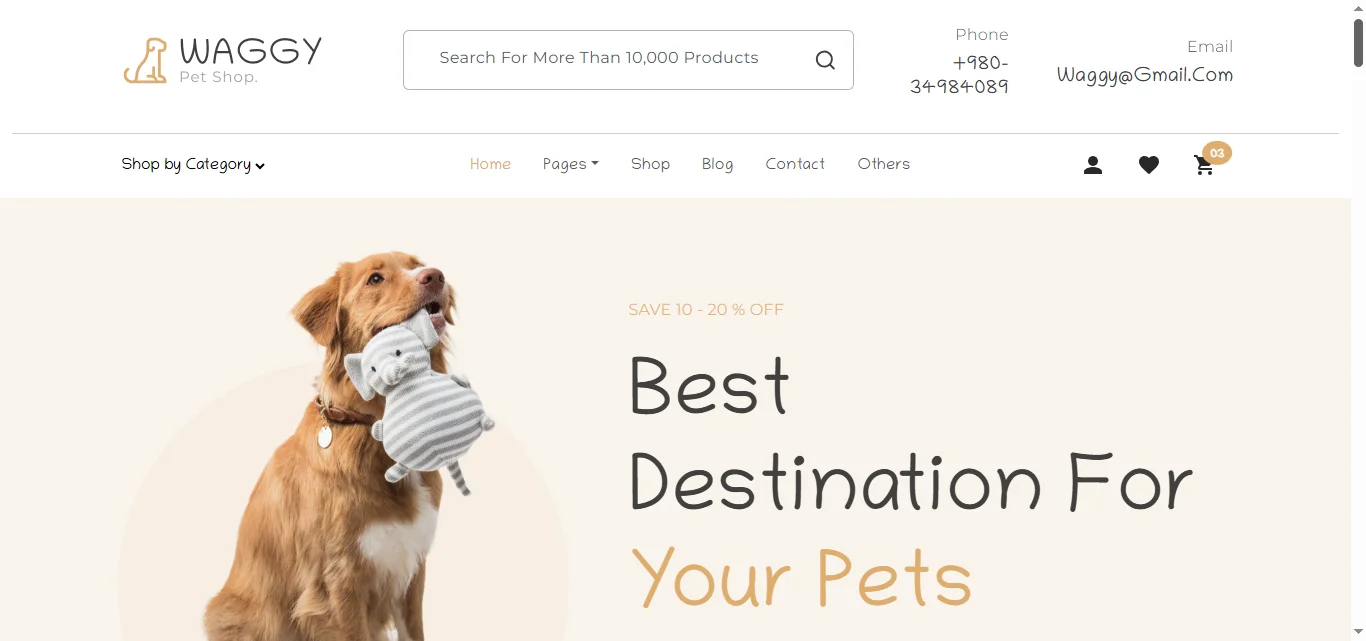 WAGGY
Pet Shop.
Search For More Than 10,000 Products
Phone
+980-
34984089
Email
Waggy@Gmail.Com
Shop by Category
Home
Pages
Shop
Blog
Contact
Others
03
SAVE 10 - 20 % OFF
Best
Destination For
Your Pets